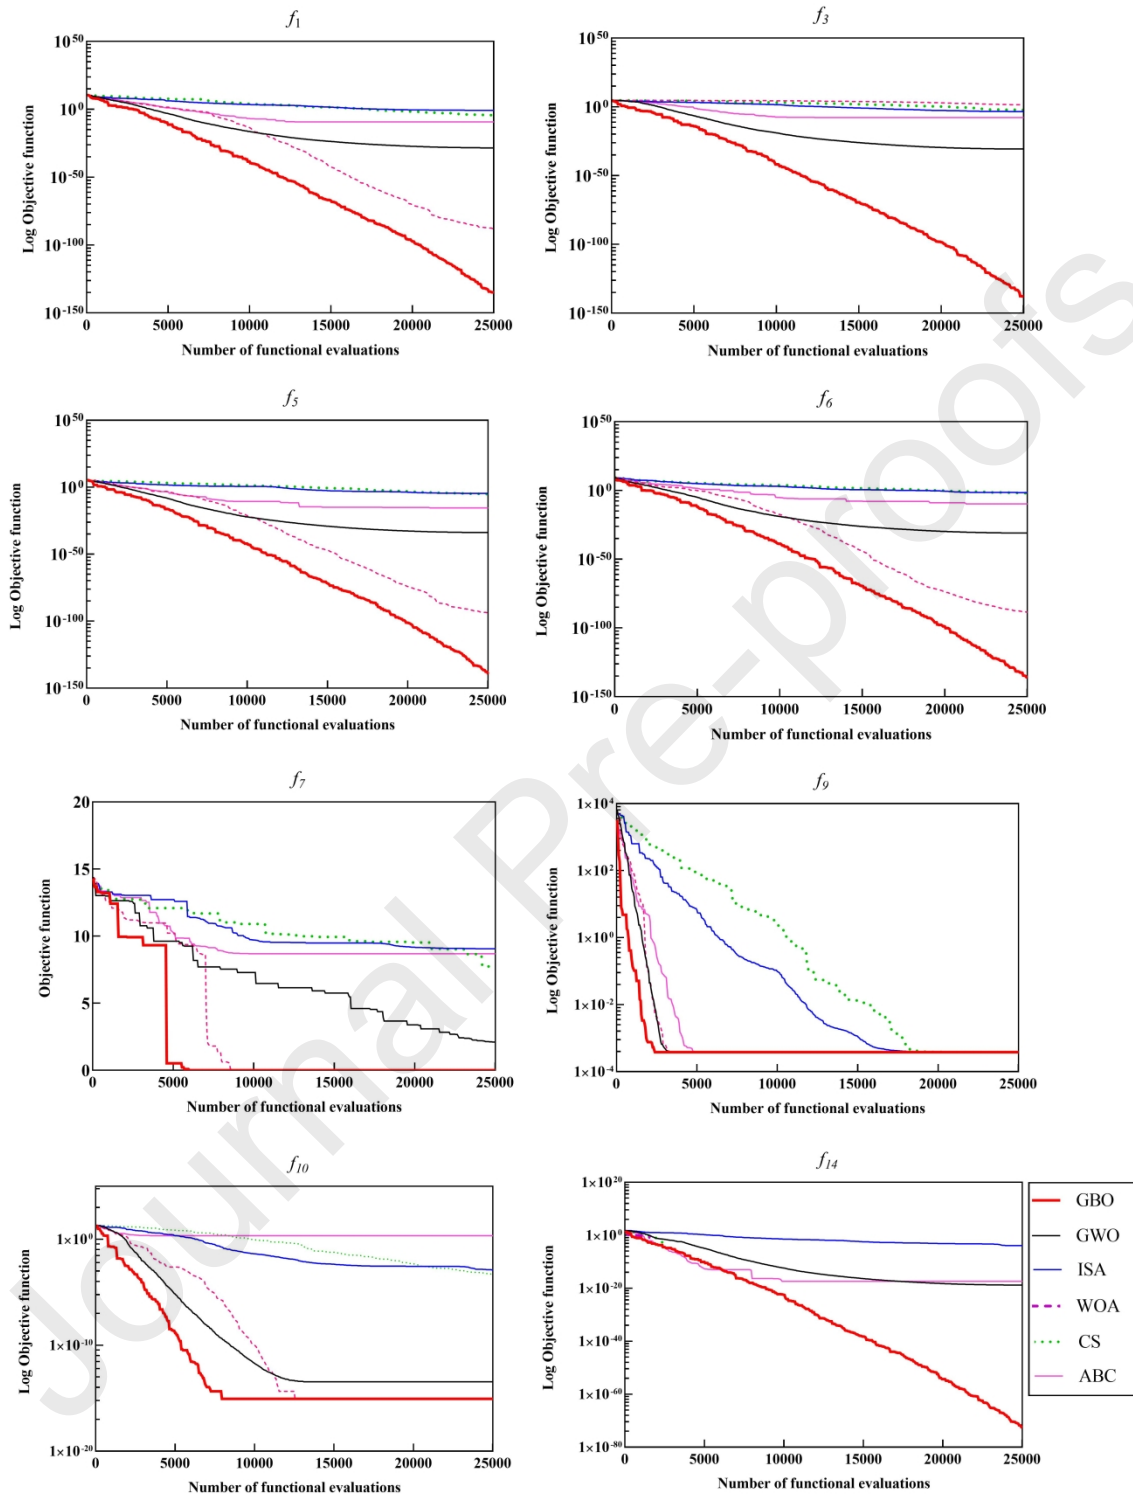 f1
10^50
10^0
10^-50
10^-100
10^-150
Log Objective function
0 5000 10000 15000 20000 25000
Number of functional evaluations
f3
10^50
10^0
10^-50
10^-100
10^-150
Log Objective function
0 5000 10000 15000 20000 25000
Number of functional evaluations
f5
10^50
10^0
10^-50
10^-100
10^-150
Log Objective function
0 5000 10000 15000 20000 25000
Number of functional evaluations
f6
10^50
10^0
10^-50
10^-100
10^-150
Log Objective function
0 5000 10000 15000 20000 25000
Number of functional evaluations
f7
20
15
10
5
0
Objective function
0 5000 10000 15000 20000 25000
Number of functional evaluations
f9
1×10^4
1×10^2
1×10^0
1×10^-2
1×10^-4
Log Objective function
0 5000 10000 15000 20000 25000
Number of functional evaluations
f10
1×10^0
1×10^-10
1×10^-20
Log Objective function
0 5000 10000 15000 20000 25000
Number of functional evaluations
f14
1×10^20
1×10^0
1×10^-20
1×10^-40
1×10^-60
1×10^-80
Log Objective function
0 5000 10000 15000 20000 25000
Number of functional evaluations
GBO
GWO
ISA
WOA
CS
ABC
Journal Pre-proofs